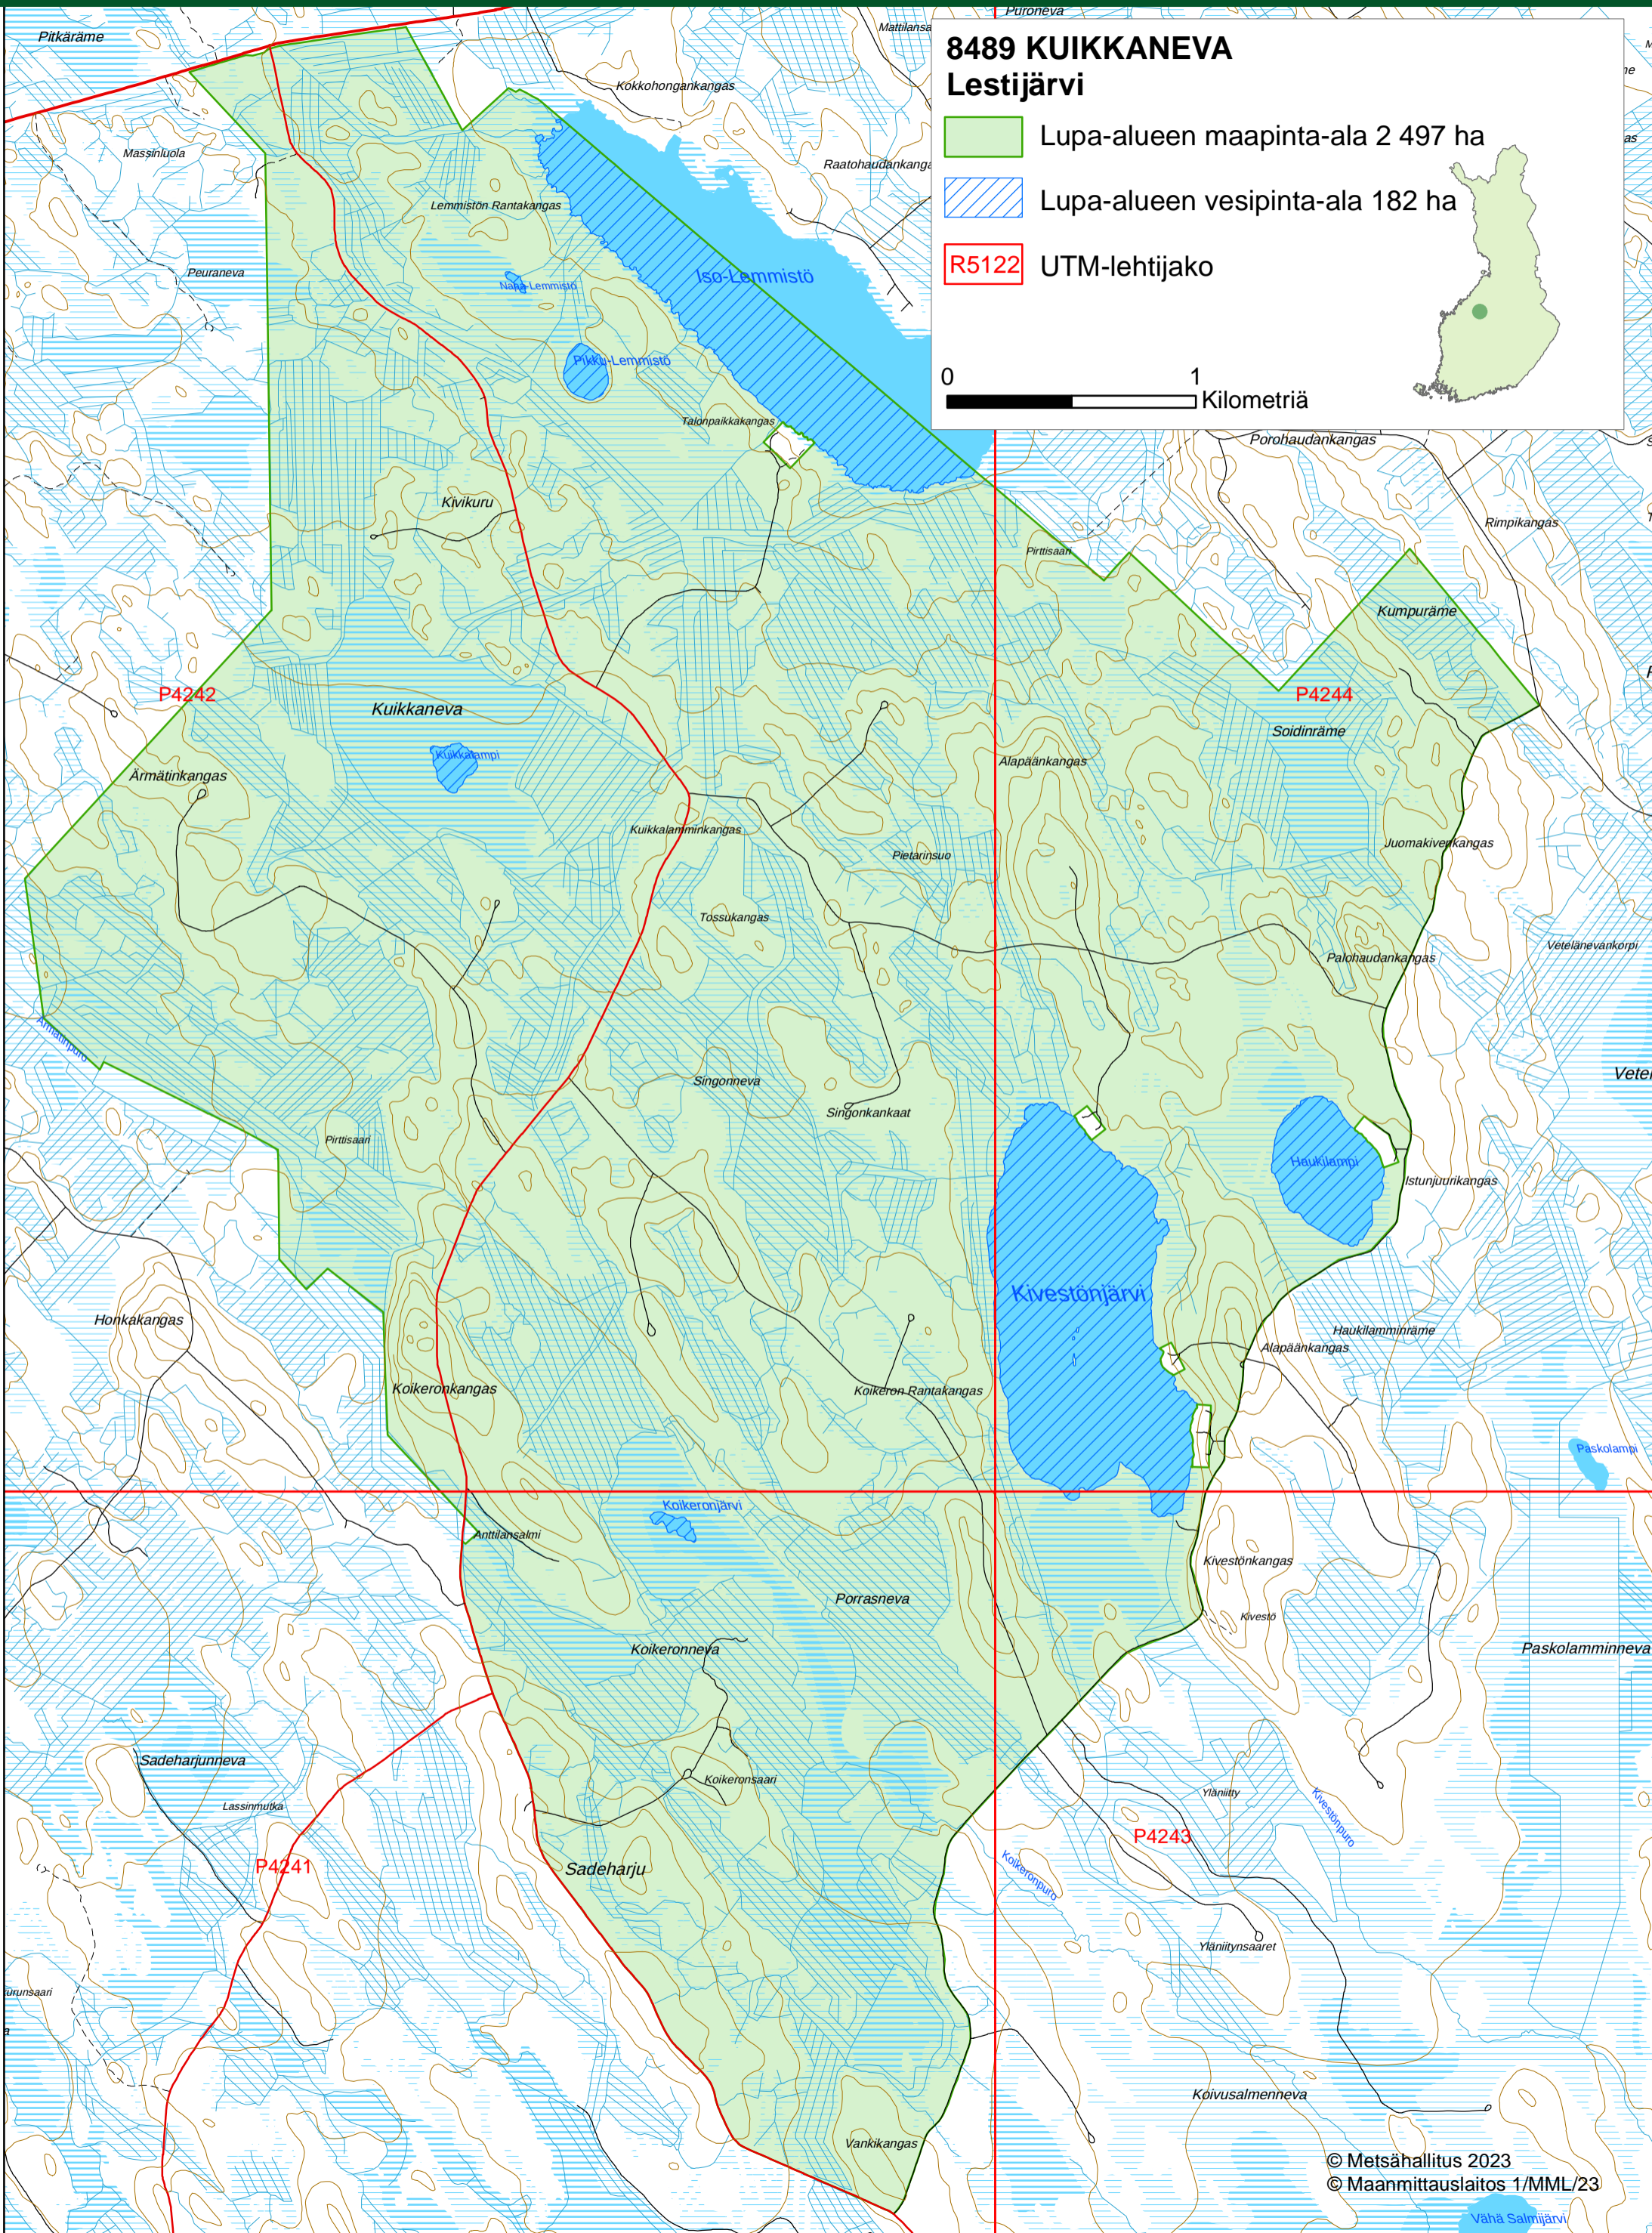 8489 KUIKKANEVA
Lestijärvi
Lupa-alueen maapinta-ala 2 497 ha
Lupa-alueen vesipinta-ala 182 ha
R5122 UTM-lehtijako
0 1
Kilometriä
Puroneva
Pitkäräme
Kokkohongankangas
Massinluola
Lemmistön Rantakangas
Peuraneva
Iso-Lemmistö
Pikku-Lemmistö
Talonpaikkakangas
Porohaudankangas
Kivikuru
Rimpikangas
Pirttisaari
Kumpuräme
P4242
P4244
Kuikkaneva
Soidinräme
Kuikkalampi
Alapäänkangas
Ärmätinkangas
Kuikkalamminkangas
Juomakivenkangas
Pietarinsuo
Tossukangas
Vetelänevankorpi
Palohaudankangas
Ärmätinpuro
Singonneva
Singonkankaat
Pirttisaari
Haukilampi
Istunjuurikangas
Kivestönjärvi
Honkakangas
Haukilamminräme
Alapäänkangas
Koikeronkangas
Koikeron Rantakangas
Paskolampi
Koikeronjärvi
Anttilansalmi
Kivestönkangas
Porrasneva
Kivestö
Koikeronneva
Paskolamminneva
Sadeharjunneva
Koikeronsaari
Yläniitty
Lassinmutka
Kivestönpuro
P4243
P4241
Sadeharju
Koikeronpuro
Yläniitynsaaret
Koivusalmenneva
Vankikangas
© Metsähallitus 2023
© Maanmittauslaitos 1/MML/23
Vähä Salmijärvi